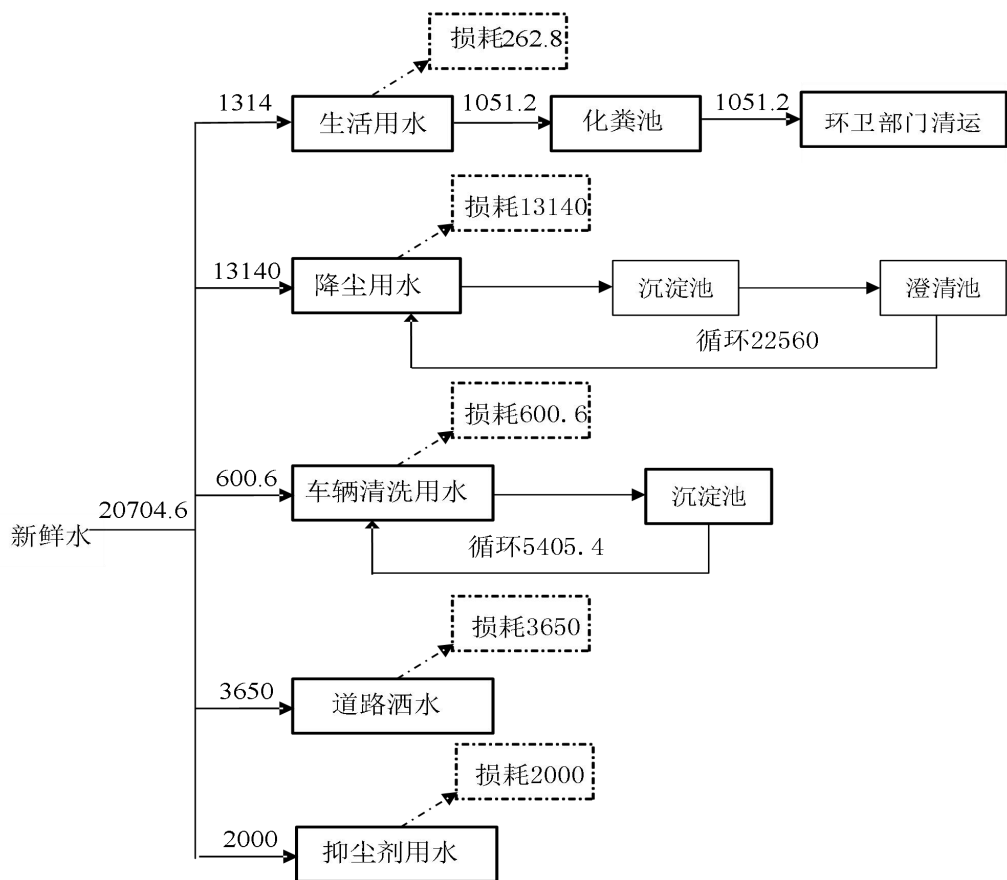 损耗262.8
1314
生活用水
1051.2
化粪池
1051.2
环卫部门清运
损耗13140
13140
降尘用水
沉淀池
澄清池
循环22560
损耗600.6
600.6
车辆清洗用水
沉淀池
新鲜水
20704.6
循环5405.4
损耗3650
3650
道路洒水
损耗2000
2000
抑尘剂用水